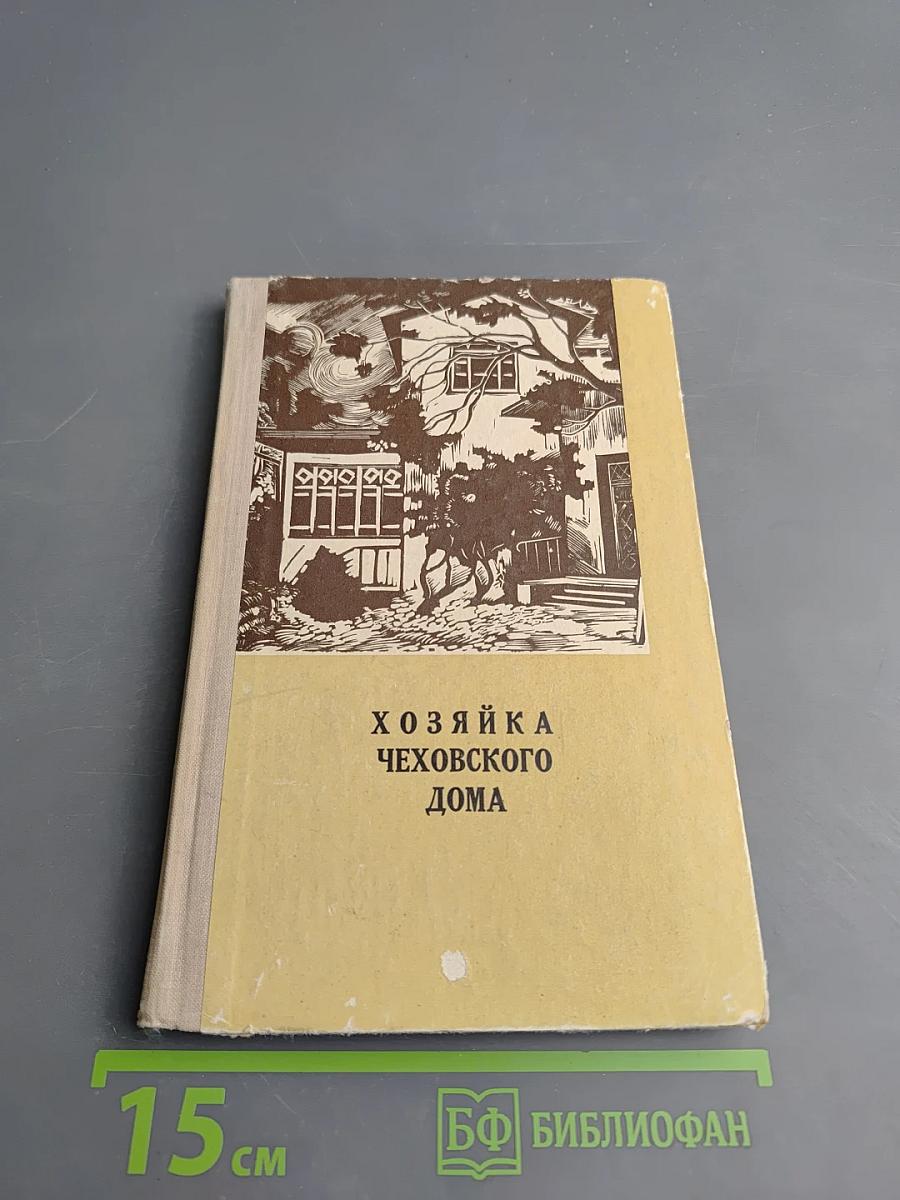 ХОЗЯЙКА
ЧЕХОВСКОГО
ДОМА
15 см
БФ БИБЛИОФАН